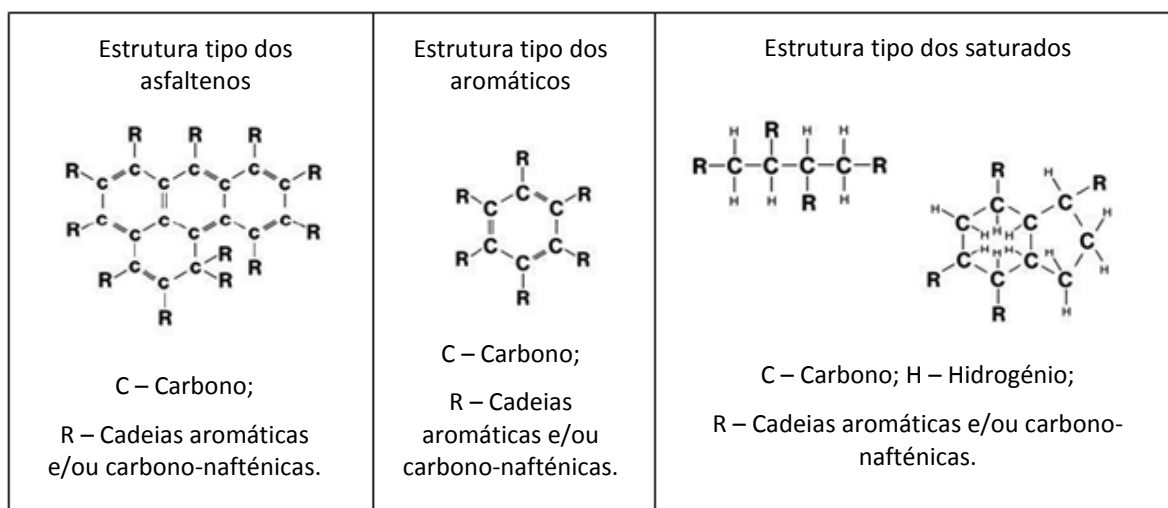 Estrutura tipo dos
asfaltenos
R R R
R C C C R
C C C C
C C C C
R C C C R
R
C C R R
R C R
R
C – Carbono;
R – Cadeias aromáticas
e/ou carbono-nafténicas.
Estrutura tipo dos
aromáticos
R
R C R
C C
C C
R C R
R
C – Carbono;
R – Cadeias
aromáticas e/ou
carbono-nafténicas.
Estrutura tipo dos saturados
H R H H
R C C C C R
H H R H
H
R R
C C
H C C H
H H H C
H H H H
C C H
R C C
R H
C – Carbono; H – Hidrogénio;
R – Cadeias aromáticas e/ou carbono-
nafténicas.